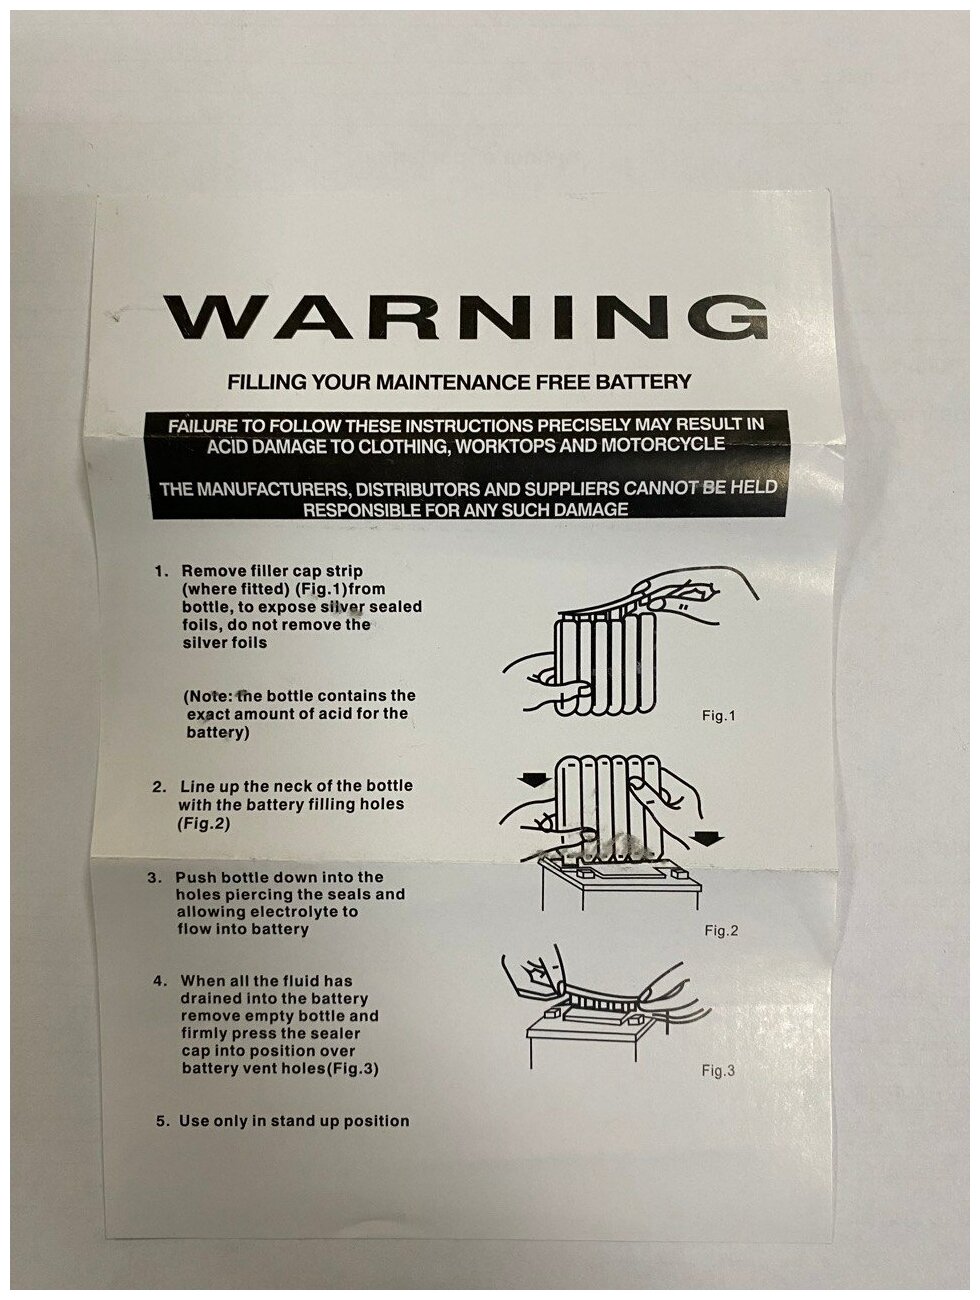 WARNING
FILLING YOUR MAINTENANCE FREE BATTERY
FAILURE TO FOLLOW THESE INSTRUCTIONS PRECISELY MAY RESULT IN
ACID DAMAGE TO CLOTHING, WORKTOPS AND MOTORCYCLE
THE MANUFACTURERS, DISTRIBUTORS AND SUPPLIERS CANNOT BE HELD
RESPONSIBLE FOR ANY SUCH DAMAGE
1. Remove filler cap strip
(where fitted) (Fig.1)from
bottle, to expose silver sealed
foils, do not remove the
silver foils
(Note: the bottle contains the
exact amount of acid for the
battery)
Fig.1
2. Line up the neck of the bottle
with the battery filling holes
(Fig.2)
3. Push bottle down into the
holes piercing the seals and
allowing electrolyte to
flow into battery
Fig.2
4. When all the fluid has
drained into the battery
remove empty bottle and
firmly press the sealer
cap into position over
battery vent holes(Fig.3)
Fig.3
5. Use only in stand up position